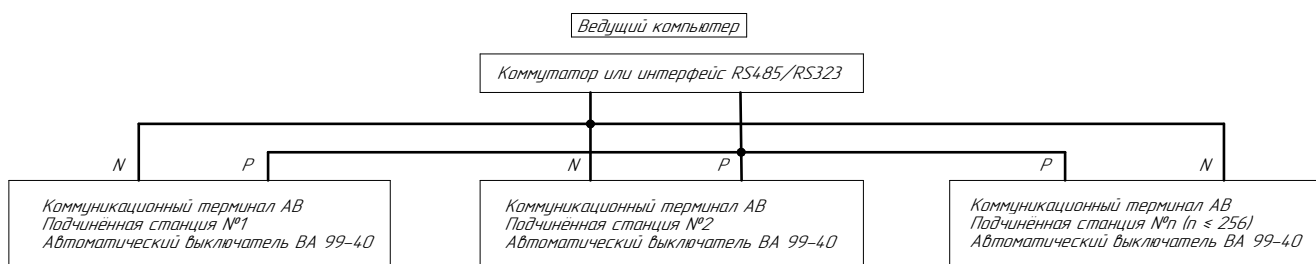 Ведущий компьютер
Коммутатор или интерфейс RS485/RS323
N
P
N
P
P
N
Коммуникационный терминал АВ
Подчинённая станция №1
Автоматический выключатель ВА 99-40
Коммуникационный терминал АВ
Подчинённая станция №2
Автоматический выключатель ВА 99-40
Коммуникационный терминал АВ
Подчинённая станция №n (n ≤ 256)
Автоматический выключатель ВА 99-40